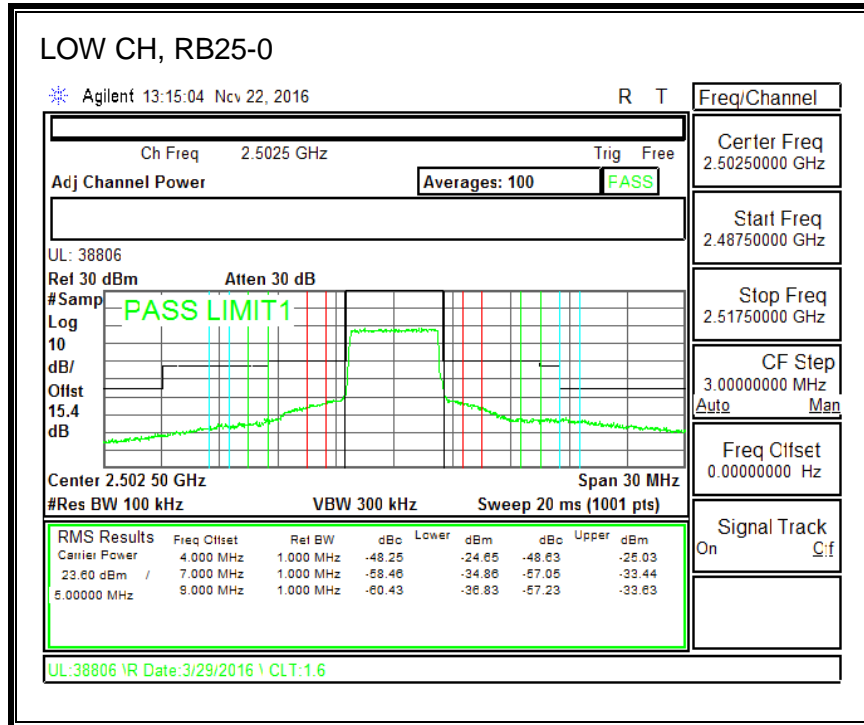 LOW CH, RB25-0
Agilent 13:15:04 Nov 22, 2016 R T
Ch Freq 2.5025 GHz Trig Free
Adj Channel Power Averages: 100 PASS
UL: 38806
Ref 30 dBm Atten 30 dB
#Samp
Log
10
dB/
Offst
15.4
dB
PASS LIMIT1
Center 2.502 50 GHz Span 30 MHz
#Res BW 100 kHz VBW 300 kHz Sweep 20 ms (1001 pts)
RMS Results Freq Offset Ref BW dBc Lower dBm dBc Upper dBm
Carrier Power 4.000 MHz 1.000 MHz -48.25 -24.65 -48.63 -25.03
23.60 dBm / 7.000 MHz 1.000 MHz -58.46 -34.86 -57.05 -33.44
5.00000 MHz 9.000 MHz 1.000 MHz -60.43 -36.83 -57.23 -33.63
UL:38806 \R Date:3/29/2016 \ CLT:1.6
Freq/Channel
Center Freq
2.50250000 GHz
Start Freq
2.48750000 GHz
Stop Freq
2.51750000 GHz
CF Step
3.00000000 MHz
Auto Man
Freq Offset
0.00000000 Hz
Signal Track
On Off